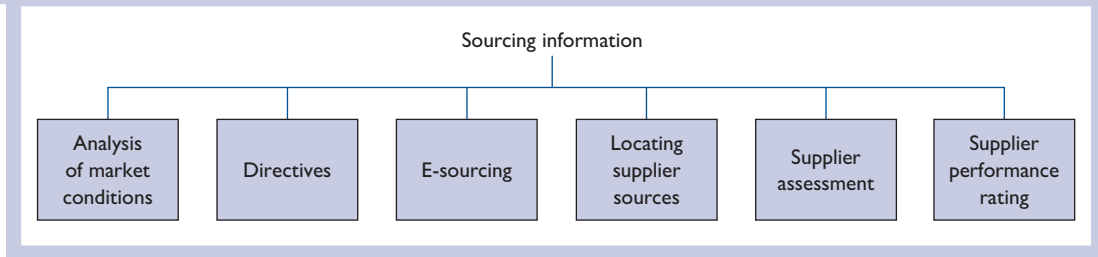 Sourcing information
Analysis
of market
conditions
Directives
E-sourcing
Locating
supplier
sources
Supplier
assessment
Supplier
performance
rating